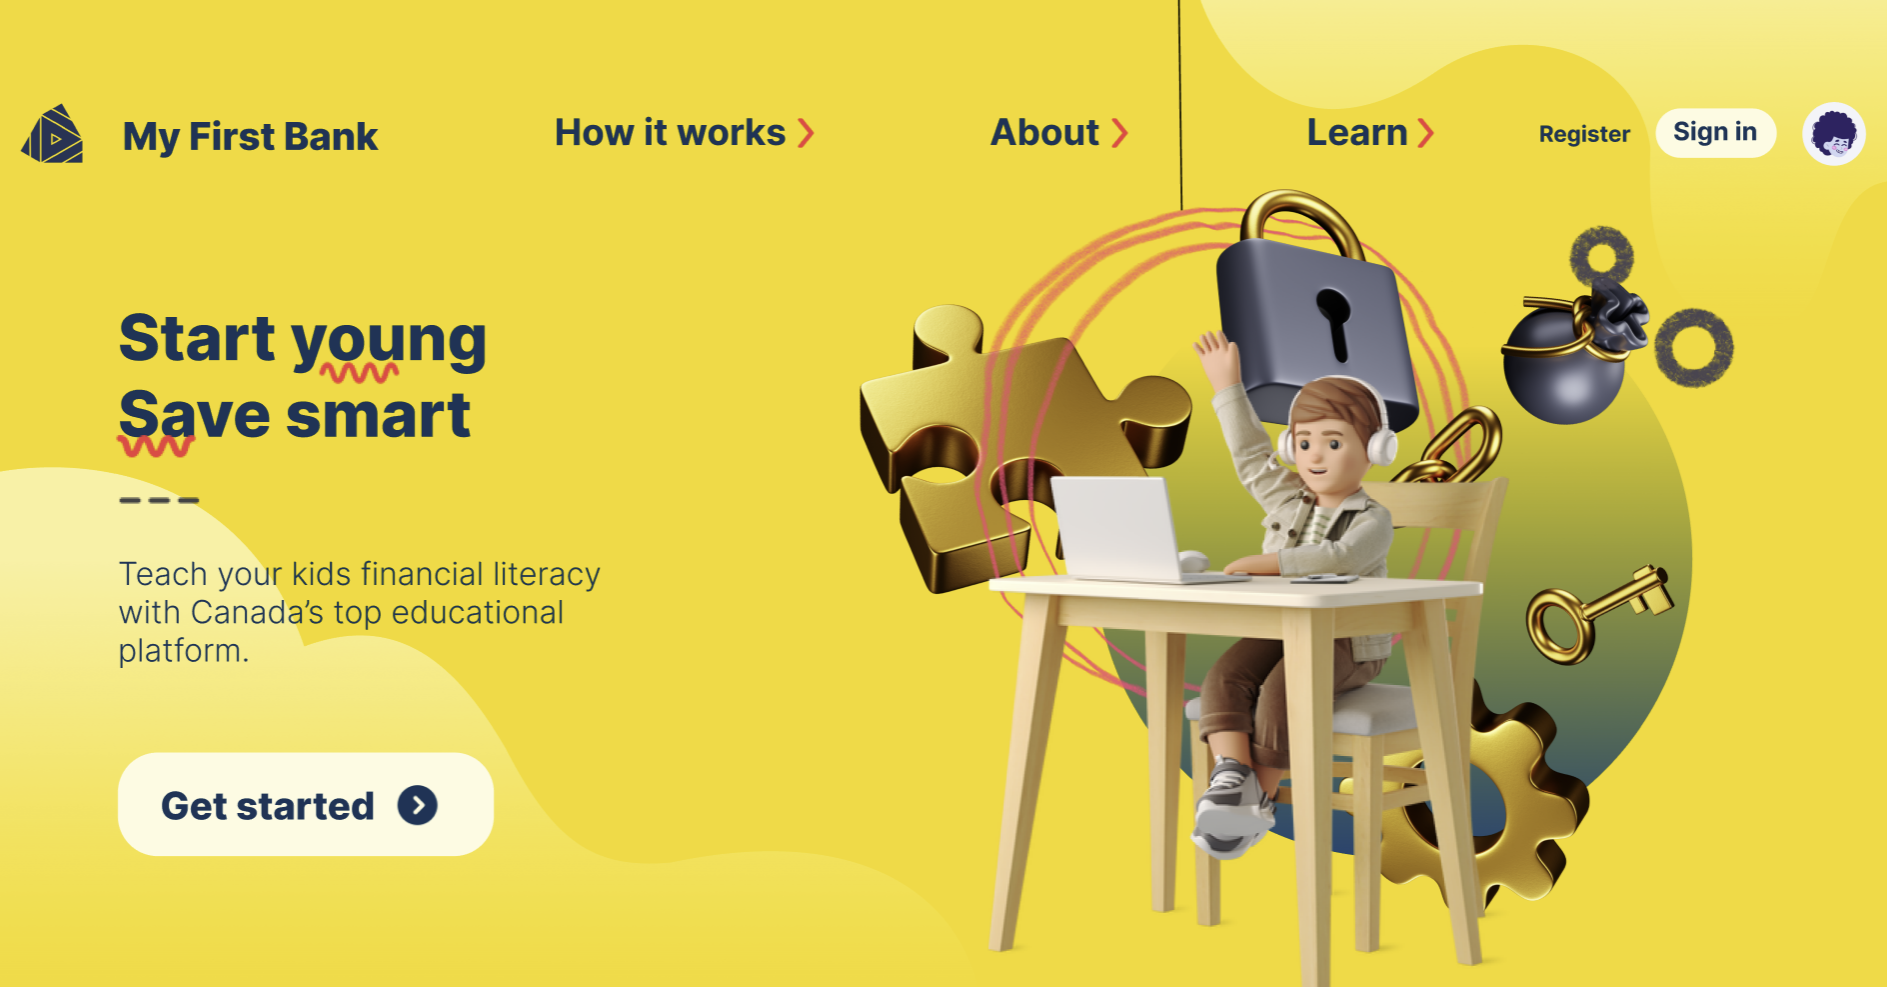 My First Bank
How it works
About
Learn
Register
Sign in
Start young
Save smart
Teach your kids financial literacy
with Canada’s top educational
platform.
Get started